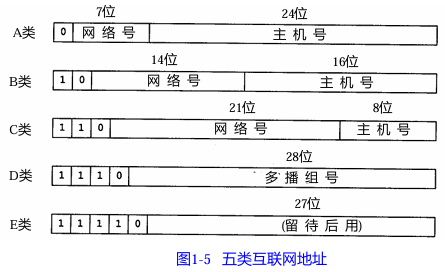 7位 24位
A类 0 网络号 主机号
14位 16位
B类 1 0 网络号 主机号
21位 8位
C类 1 1 0 网络号 主机号
28位
D类 1 1 1 0 多播组号
27位
E类 1 1 1 1 0 (留待后用)
图1-5 五类互联网地址